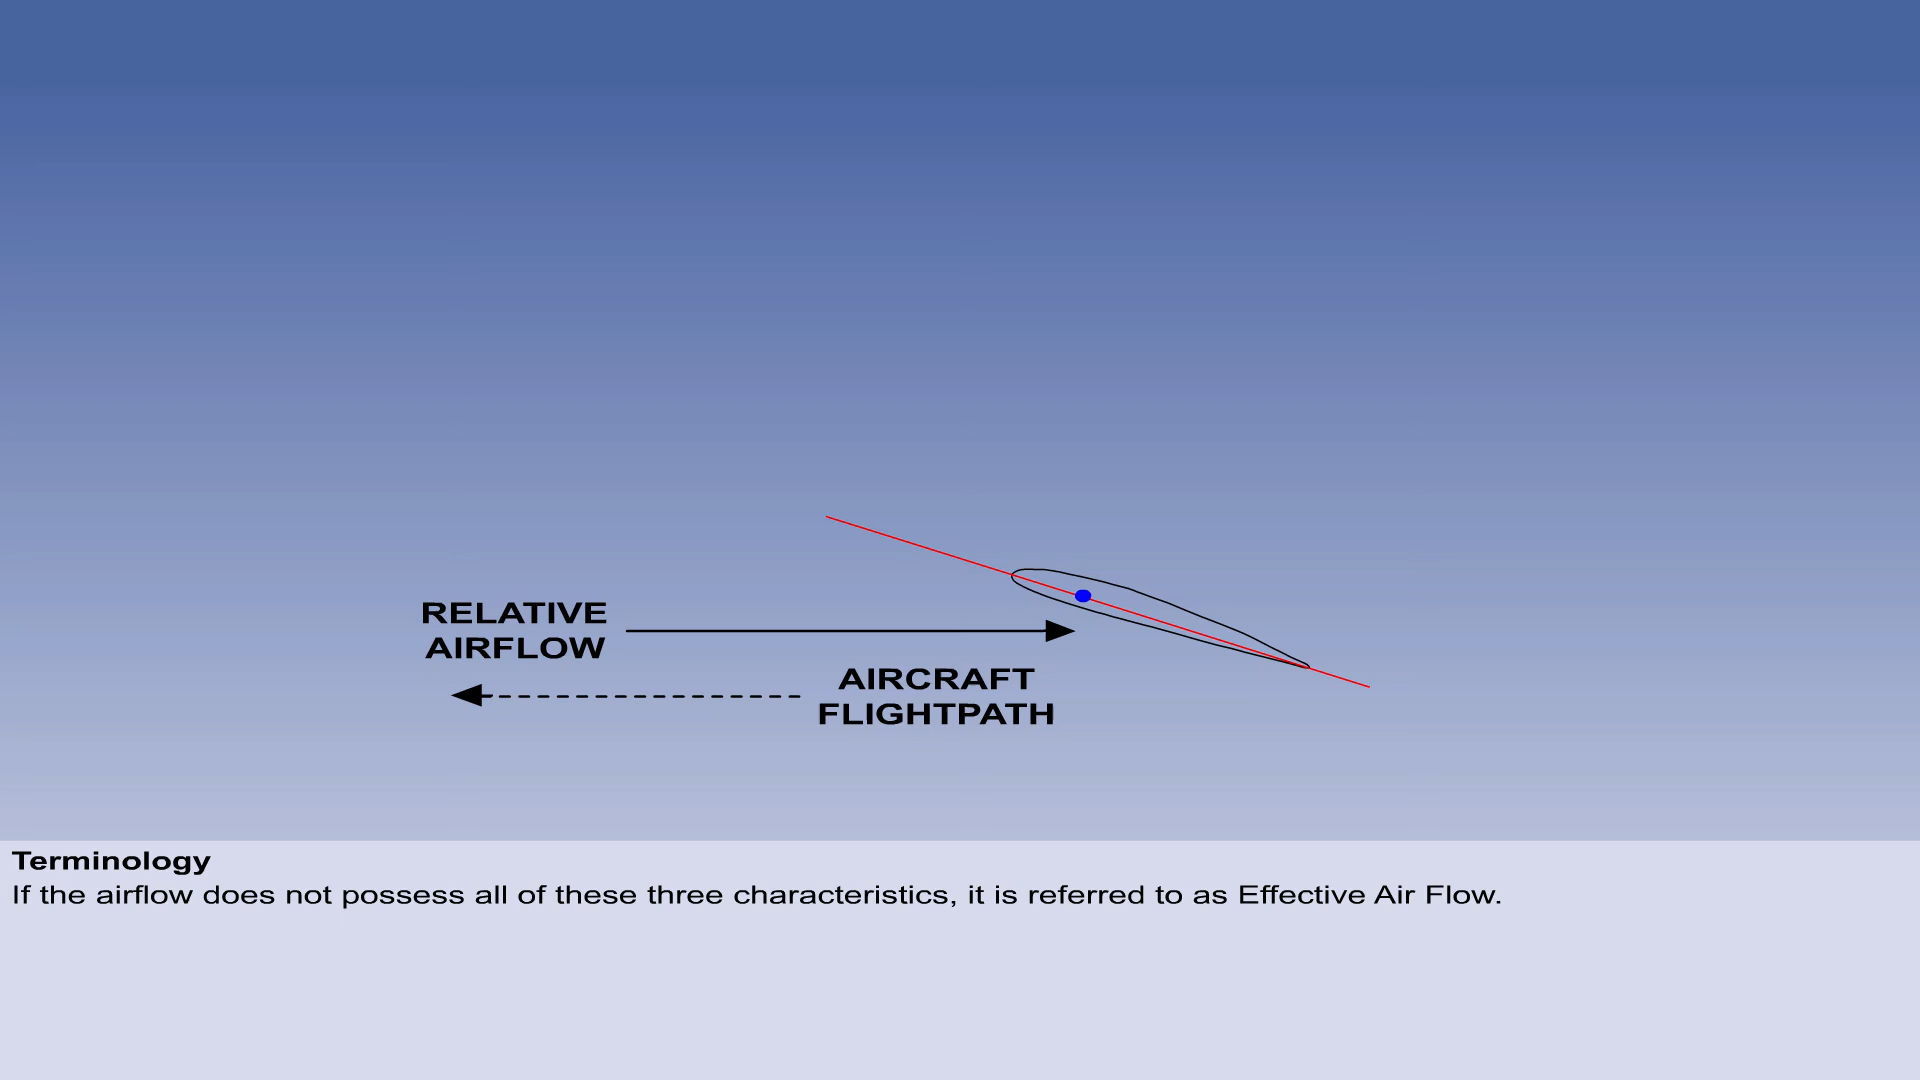 RELATIVE
AIRFLOW
AIRCRAFT
FLIGHTPATH
Terminology
If the airflow does not possess all of these three characteristics, it is referred to as Effective Air Flow.